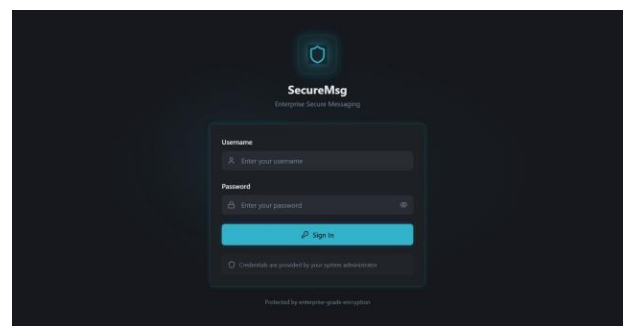 SecureMsg
Enterprise Secure Messaging
Username
Enter your username
Password
Enter your password
Sign In
Credentials are provided by your system administrator
Protected by enterprise-grade encryption